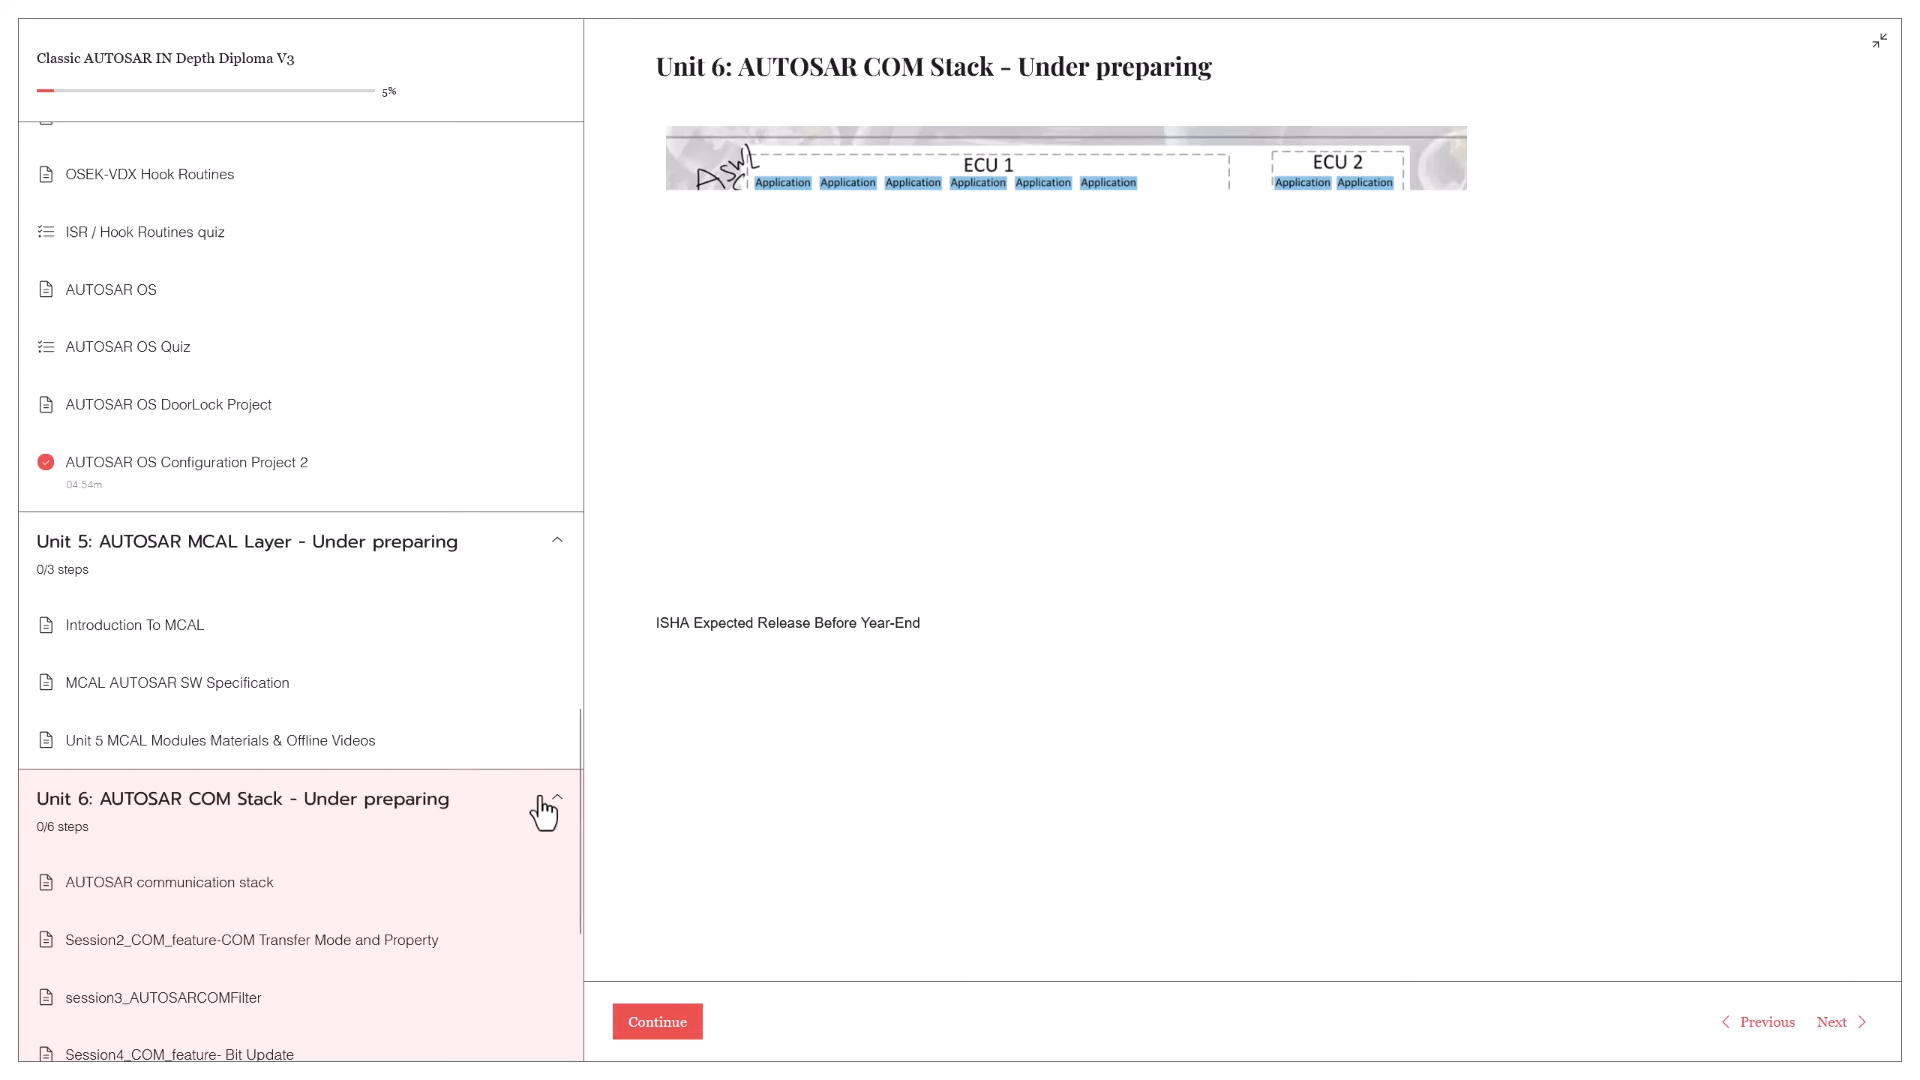 Classic AUTOSAR IN Depth Diploma V3
5%
OSEK-VDX Hook Routines
ISR / Hook Routines quiz
AUTOSAR OS
AUTOSAR OS Quiz
AUTOSAR OS DoorLock Project
AUTOSAR OS Configuration Project 2
04:54m
Unit 5: AUTOSAR MCAL Layer - Under preparing
0/3 steps
Introduction To MCAL
MCAL AUTOSAR SW Specification
Unit 5 MCAL Modules Materials & Offline Videos
Unit 6: AUTOSAR COM Stack - Under preparing
0/6 steps
AUTOSAR communication stack
Session2_COM_feature-COM Transfer Mode and Property
session3_AUTOSARCOMFilter
Session4_COM_feature- Bit Update
Unit 6: AUTOSAR COM Stack - Under preparing
ASWL
ECU 1
ECU 2
Application Application Application Application Application Application
Application Application
ISHA Expected Release Before Year-End
Continue
Previous
Next